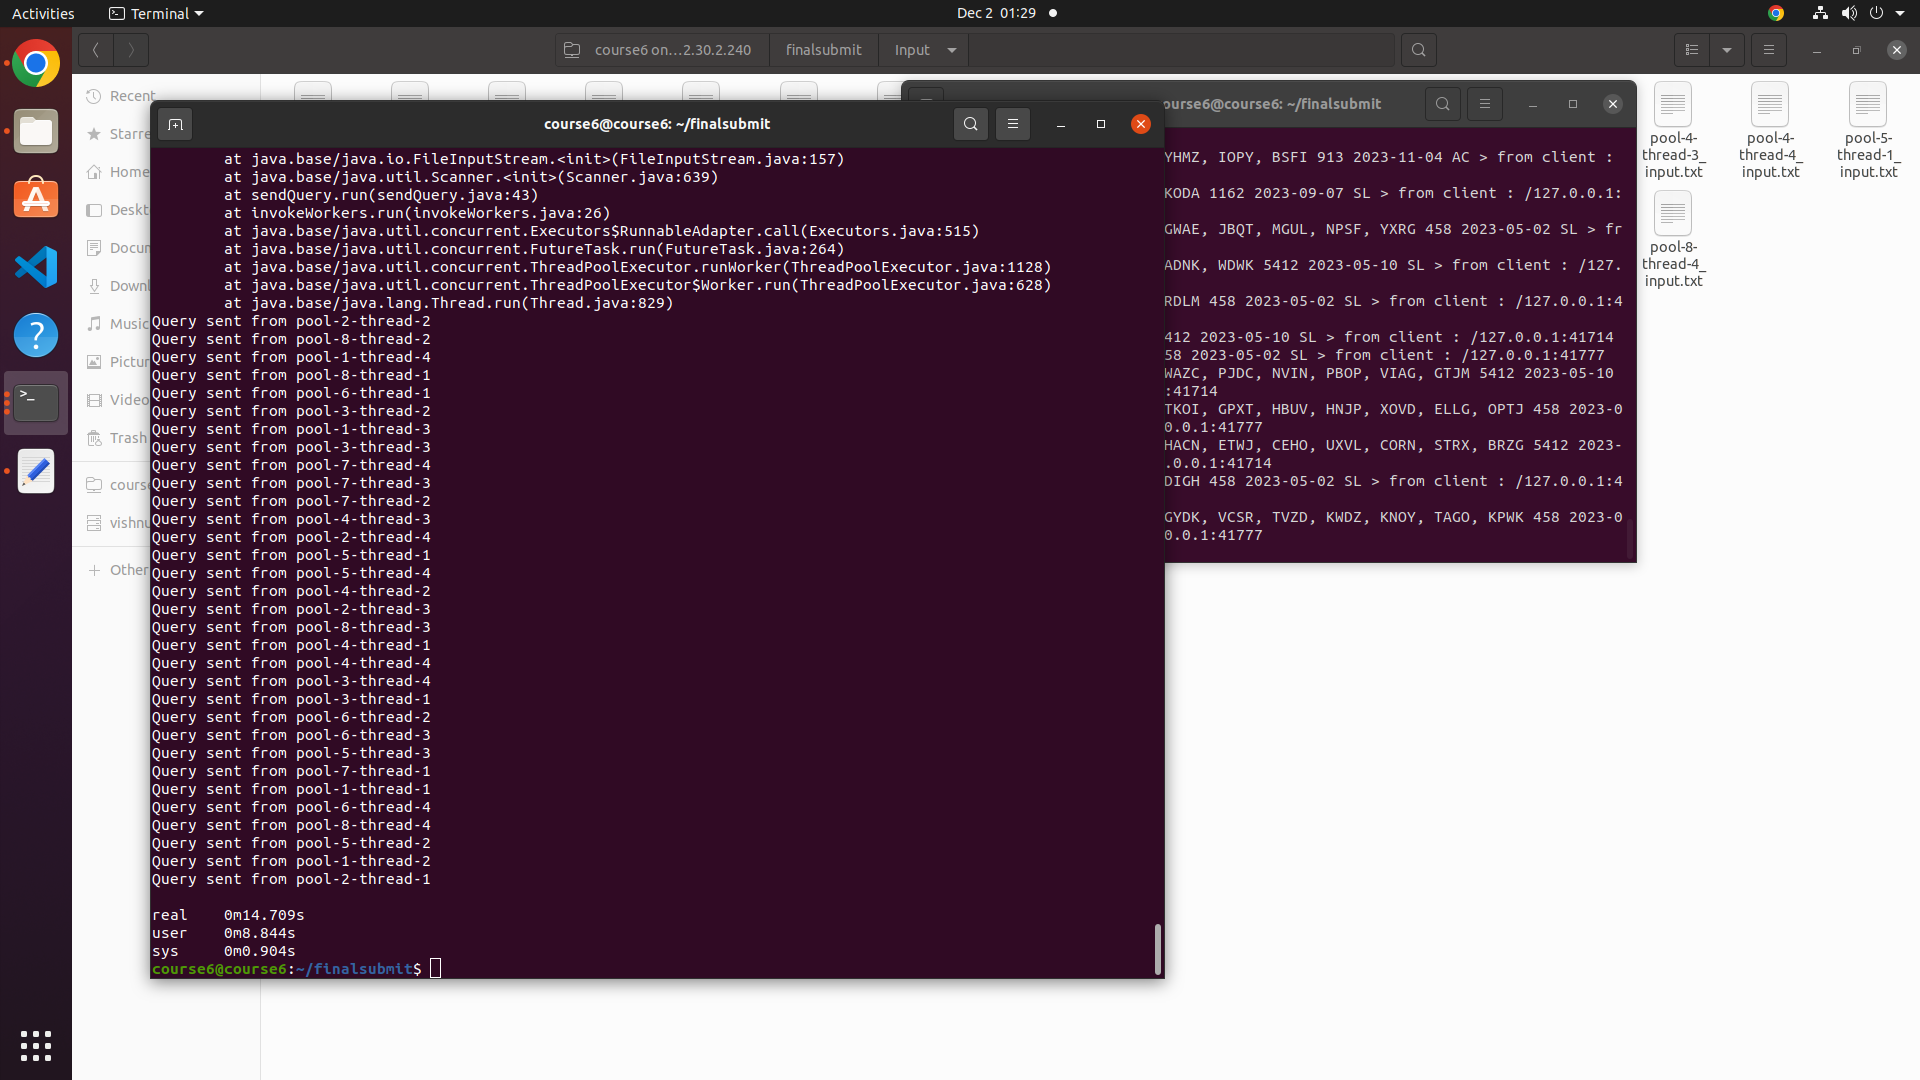 Activities
Terminal
Dec 2 01:29
course6 on…2.30.2.240
finalsubmit
Input
Recent
Starre
Home
Deskt
Docum
Downl
Music
Pictur
Video
Trash
course
vishnu
Other
course6@course6: ~/finalsubmit
at java.base/java.io.FileInputStream.<init>(FileInputStream.java:157)
at java.base/java.util.Scanner.<init>(Scanner.java:639)
at sendQuery.run(sendQuery.java:43)
at invokeWorkers.run(invokeWorkers.java:26)
at java.base/java.util.concurrent.Executors$RunnableAdapter.call(Executors.java:515)
at java.base/java.util.concurrent.FutureTask.run(FutureTask.java:264)
at java.base/java.util.concurrent.ThreadPoolExecutor.runWorker(ThreadPoolExecutor.java:1128)
at java.base/java.util.concurrent.ThreadPoolExecutor$Worker.run(ThreadPoolExecutor.java:628)
at java.base/java.lang.Thread.run(Thread.java:829)
Query sent from pool-2-thread-2
Query sent from pool-8-thread-2
Query sent from pool-1-thread-4
Query sent from pool-8-thread-1
Query sent from pool-6-thread-1
Query sent from pool-3-thread-2
Query sent from pool-1-thread-3
Query sent from pool-3-thread-3
Query sent from pool-7-thread-4
Query sent from pool-7-thread-3
Query sent from pool-7-thread-2
Query sent from pool-4-thread-3
Query sent from pool-2-thread-4
Query sent from pool-5-thread-1
Query sent from pool-5-thread-4
Query sent from pool-4-thread-2
Query sent from pool-2-thread-3
Query sent from pool-8-thread-3
Query sent from pool-4-thread-1
Query sent from pool-4-thread-4
Query sent from pool-3-thread-4
Query sent from pool-3-thread-1
Query sent from pool-6-thread-2
Query sent from pool-6-thread-3
Query sent from pool-5-thread-3
Query sent from pool-7-thread-1
Query sent from pool-1-thread-1
Query sent from pool-6-thread-4
Query sent from pool-8-thread-4
Query sent from pool-5-thread-2
Query sent from pool-1-thread-2
Query sent from pool-2-thread-1
real 0m14.709s
user 0m8.844s
sys 0m0.904s
course6@course6:~/finalsubmit$
ourse6@course6: ~/finalsubmit
YHMZ, IOPY, BSFI 913 2023-11-04 AC > from client :
KODA 1162 2023-09-07 SL > from client : /127.0.0.1:
GWAE, JBQT, MGUL, NPSF, YXRG 458 2023-05-02 SL > fr
ADNK, WDWK 5412 2023-05-10 SL > from client : /127.
RDLM 458 2023-05-02 SL > from client : /127.0.0.1:4
412 2023-05-10 SL > from client : /127.0.0.1:41714
58 2023-05-02 SL > from client : /127.0.0.1:41777
WAZC, PJDC, NVIN, PBOP, VIAG, GTJM 5412 2023-05-10
:41714
TKOI, GPXT, HBUV, HNJP, XOVD, ELLG, OPTJ 458 2023-0
0.0.1:41777
HACN, ETWJ, CEHO, UXVL, CORN, STRX, BRZG 5412 2023-
.0.0.1:41714
DIGH 458 2023-05-02 SL > from client : /127.0.0.1:4
GYDK, VCSR, TVZD, KWDZ, KNOY, TAGO, KPWK 458 2023-0
0.0.1:41777
pool-4-
thread-3_
input.txt
pool-4-
thread-4_
input.txt
pool-5-
thread-1_
input.txt
pool-8-
thread-4_
input.txt